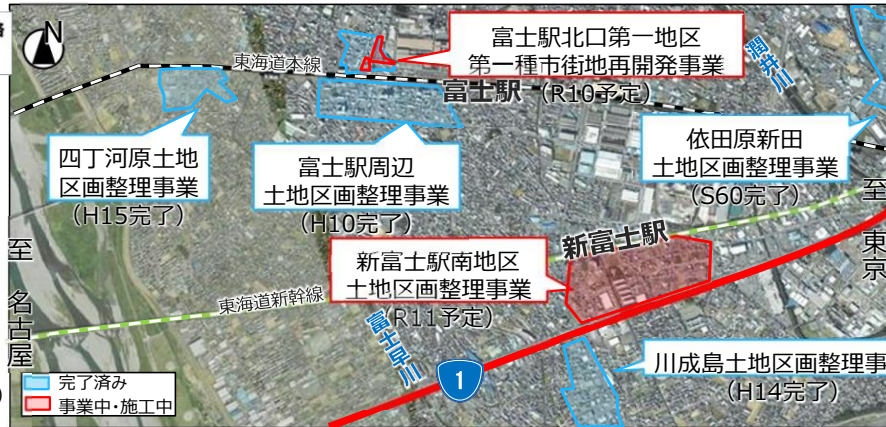 務
N
東海道本線
富士駅北口第一地区
第一種市街地再開発事業
（R10予定）
富士駅
潤井川
四丁河原土地
区画整理事業
（H15完了）
富士駅周辺
土地区画整理事業
（H10完了）
依田原新田
土地区画整理事業
（S60完了）
至 東京
新富士駅
新富士駅南地区
土地区画整理事業
（R11予定）
至 名古屋
東海道新幹線
富士早川
1
川成島土地区画整理事
（H14完了）
完了済み
事業中・施工中